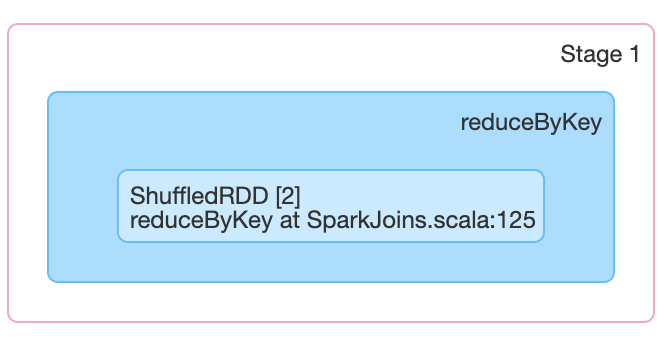 Stage 1
reduceByKey
ShuffledRDD [2]
reduceByKey at SparkJoins.scala:125